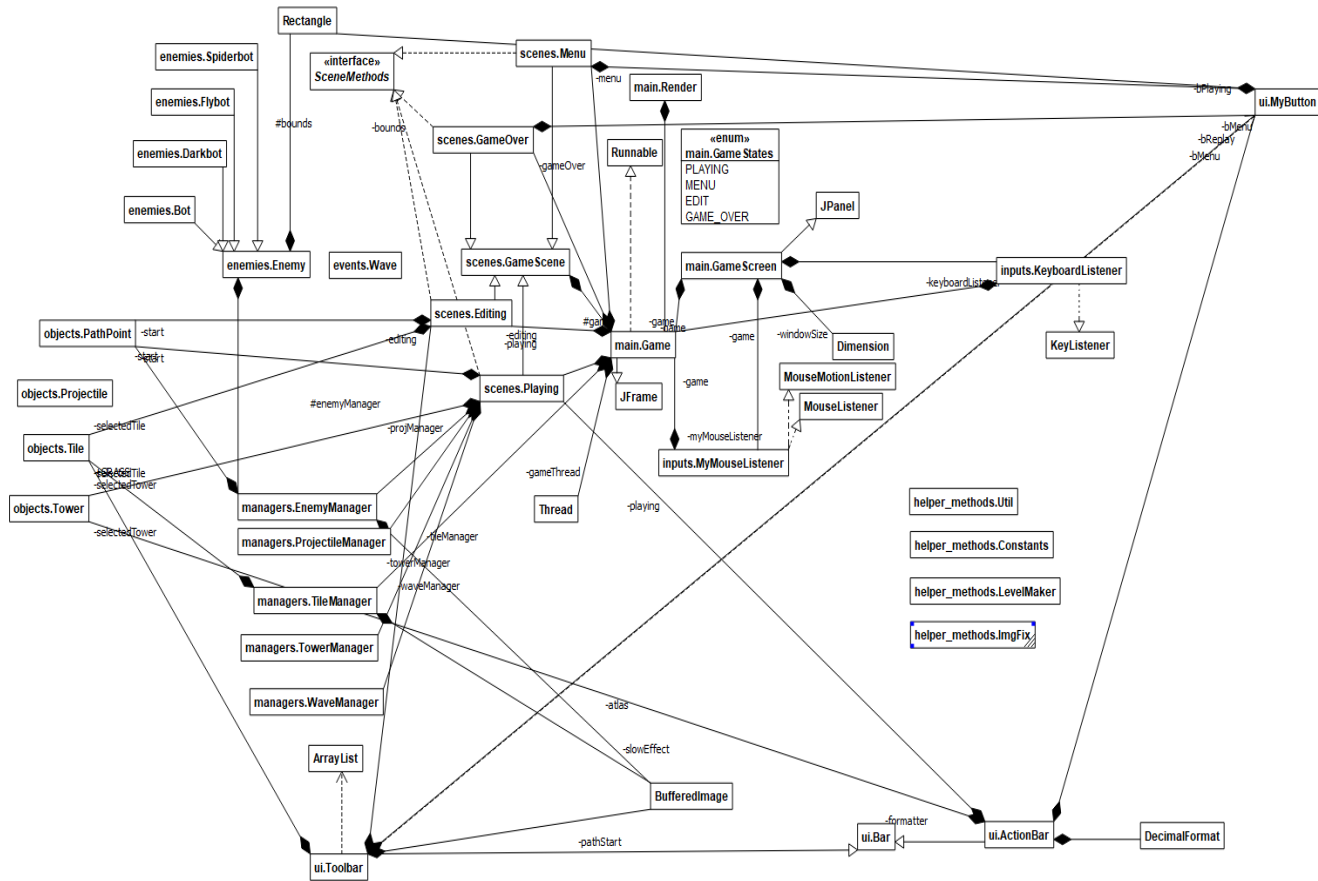 Rectangle
enemies.Spiderbot
«interface»
SceneMethods
scenes.Menu
-menu
main.Render
-bPlaying
ui.MyButton
enemies.Flybot
#bounds
-bounds
scenes.GameOver
-gameOver
Runnable
«enum»
main.GameStates
PLAYING
MENU
EDIT
GAME_OVER
-bMenu
-bReplay
-bMenu
enemies.Darkbot
enemies.Bot
JPanel
enemies.Enemy
events.Wave
scenes.GameScene
main.GameScreen
inputs.KeyboardListener
-keyboardListener
objects.PathPoint
-start
-editing
scenes.Editing
-editing
-playing
#game
-game
-game
main.Game
-game
-windowSize
Dimension
KeyListener
-start
-start
objects.Projectile
scenes.Playing
JFrame
-game
MouseMotionListener
MouseListener
#enemyManager
-selectedTile
-projManager
-myMouseListener
objects.Tile
inputs.MyMouseListener
-selectedTile
-selectedTower
-gameThread
objects.Tower
managers.EnemyManager
Thread
-playing
helper_methods.Util
-selectedTower
managers.ProjectileManager
-tileManager
helper_methods.Constants
-towerManager
-waveManager
managers.TileManager
helper_methods.LevelMaker
managers.TowerManager
helper_methods.ImgFix
managers.WaveManager
-atlas
ArrayList
-slowEffect
BufferedImage
-formatter
ui.Bar
ui.ActionBar
DecimalFormat
-pathStart
ui.Toolbar